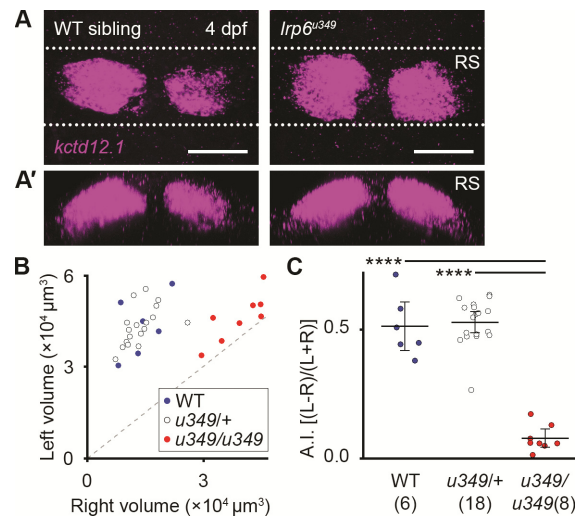 A
WT sibling 4 dpf
lrp6u349
RS
kctd12.1
A′
RS
B
Left volume (×10⁴ µm³)
6
3
0
0
3
Right volume (×10⁴ µm³)
WT
u349/+
u349/u349
C
A.I. [(L-R)/(L+R)]
0.5
0
****
****
WT
(6)
u349/+
(18)
u349/
u349(8)